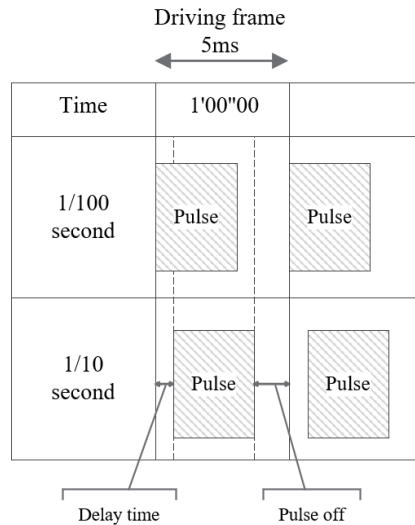 Driving frame
5ms
Time
1'00"00
1/100
second
Pulse
Pulse
1/10
second
Pulse
Pulse
Delay time
Pulse off